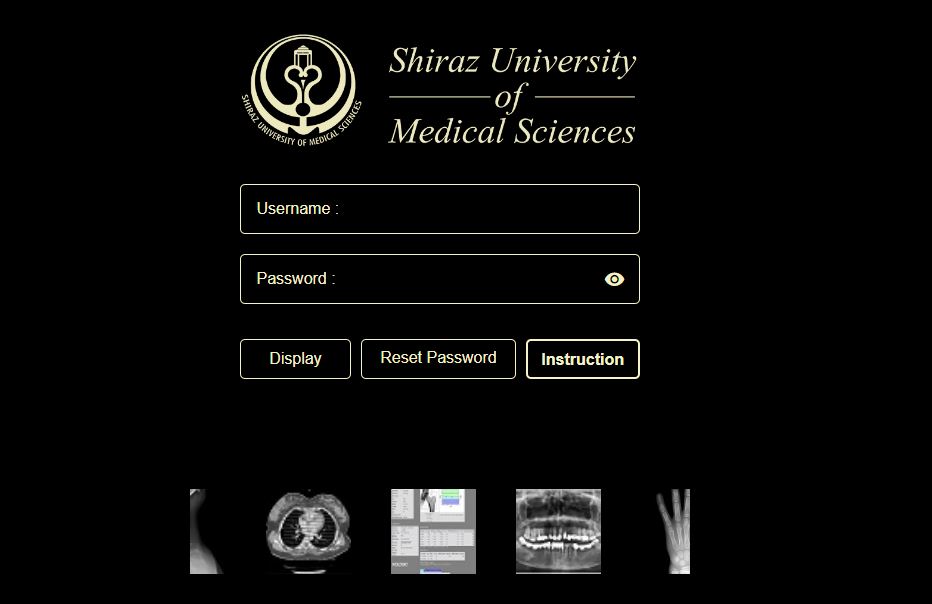 SHIRAZ UNIVERSITY OF MEDICAL SCIENCES
Shiraz University
of
Medical Sciences
Username :
Password :
Display
Reset Password
Instruction